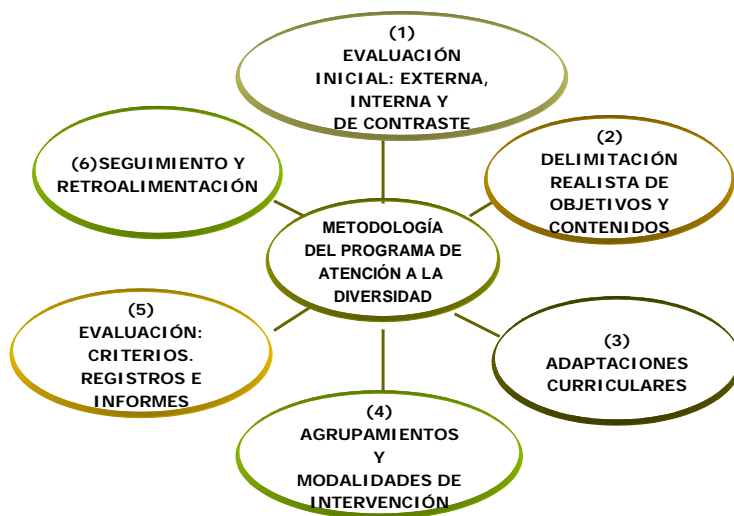 (1)
EVALUACIÓN
INICIAL: EXTERNA,
INTERNA Y
DE CONTRASTE
(2)
DELIMITACIÓN
REALISTA DE
OBJETIVOS Y
CONTENIDOS
(3)
ADAPTACIONES
CURRICULARES
(4)
AGRUPAMIENTOS
Y
MODALIDADES DE
INTERVENCIÓN
(5)
EVALUACIÓN:
CRITERIOS.
REGISTROS E
INFORMES
(6)SEGUIMIENTO Y
RETROALIMENTACIÓN
METODOLOGÍA
DEL PROGRAMA DE
ATENCIÓN A LA
DIVERSIDAD